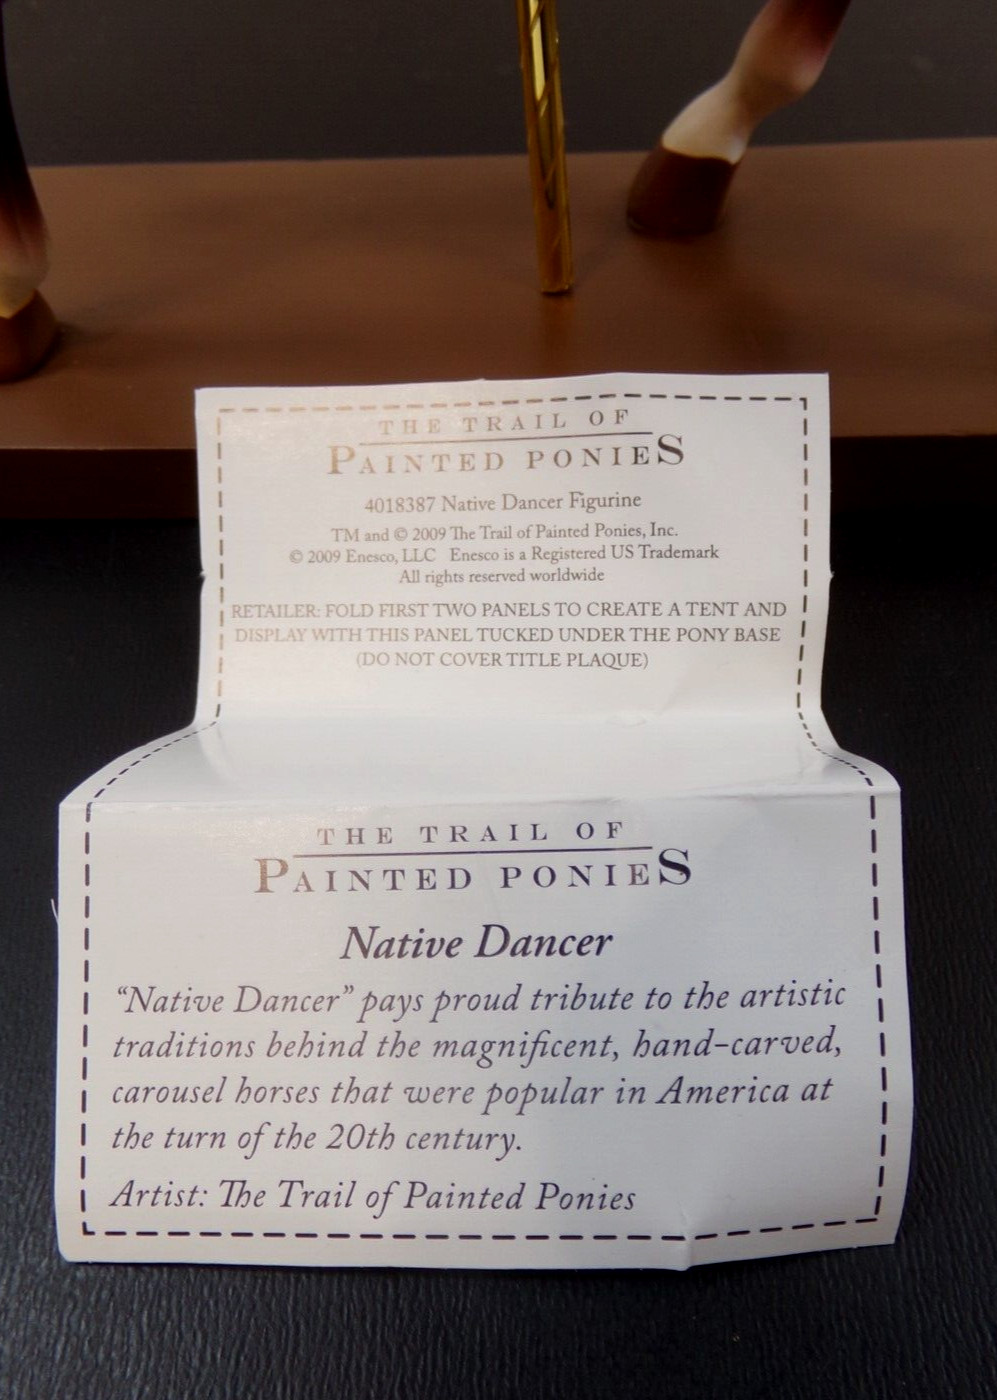 THE TRAIL OF
PAINTED PONIES
4018387 Native Dancer Figurine
TM and © 2009 The Trail of Painted Ponies, Inc.
© 2009 Enesco, LLC Enesco is a Registered US Trademark
All rights reserved worldwide
RETAILER: FOLD FIRST TWO PANELS TO CREATE A TENT AND
DISPLAY WITH THIS PANEL TUCKED UNDER THE PONY BASE
(DO NOT COVER TITLE PLAQUE)
THE TRAIL OF
PAINTED PONIES
Native Dancer
“Native Dancer” pays proud tribute to the artistic
traditions behind the magnificent, hand-carved,
carousel horses that were popular in America at
the turn of the 20th century.
Artist: The Trail of Painted Ponies